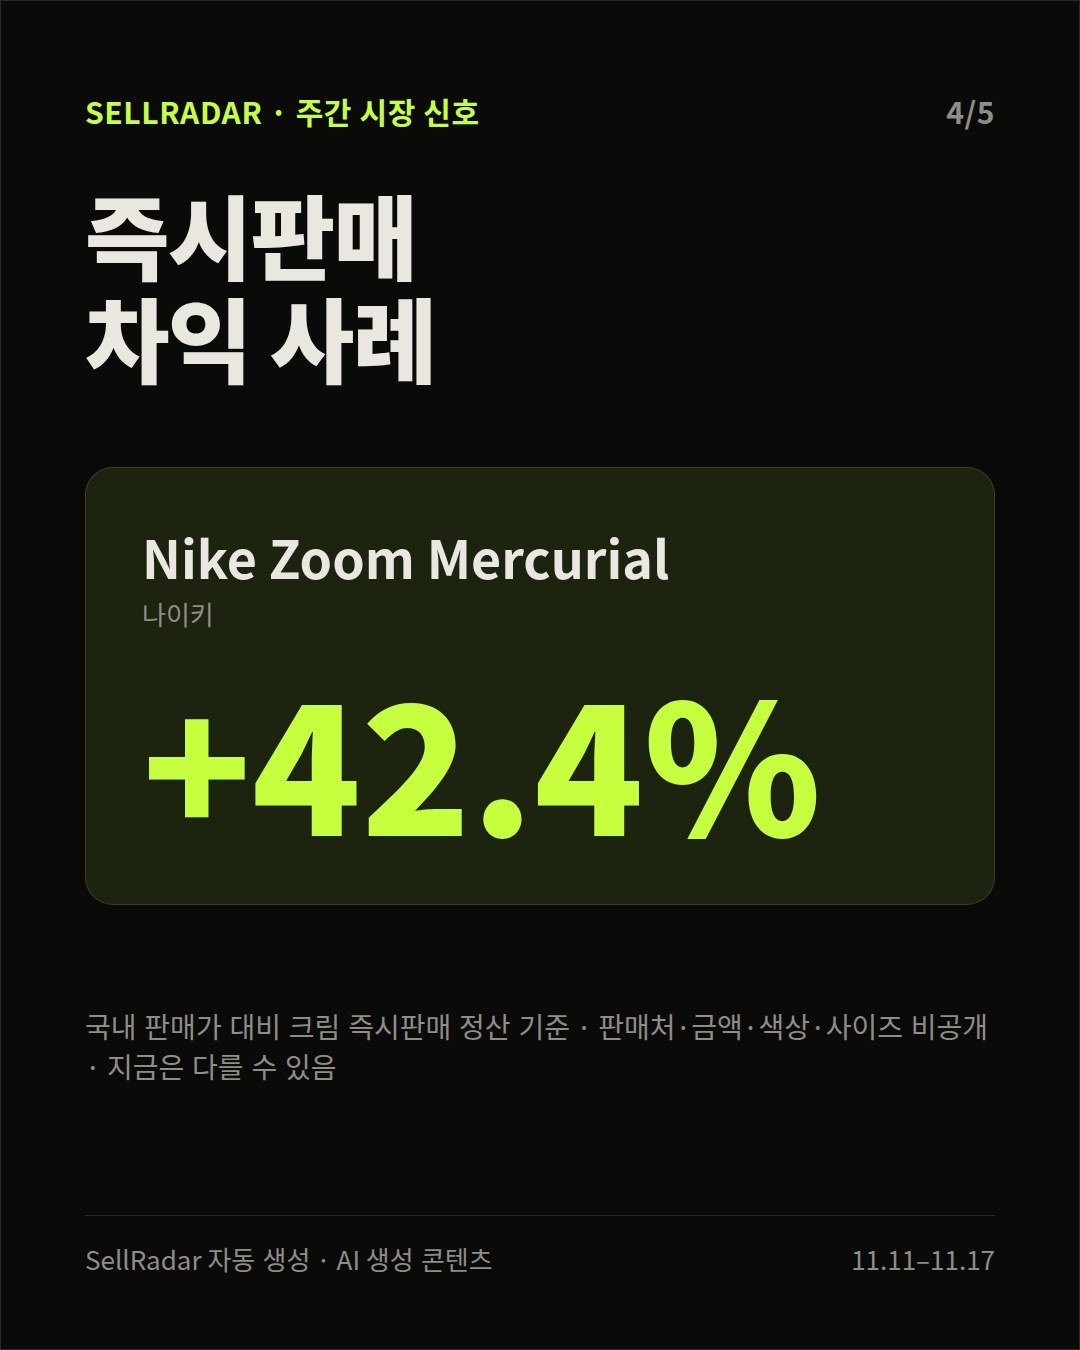 SELLRADAR · 주간 시장 신호
4/5
즉시판매
차익 사례
Nike Zoom Mercurial
나이키
+42.4%
국내 판매가 대비 크림 즉시판매 정산 기준 · 판매처·금액·색상·사이즈 비공개
· 지금은 다를 수 있음
SellRadar 자동 생성 · AI 생성 콘텐츠
11.11–11.17